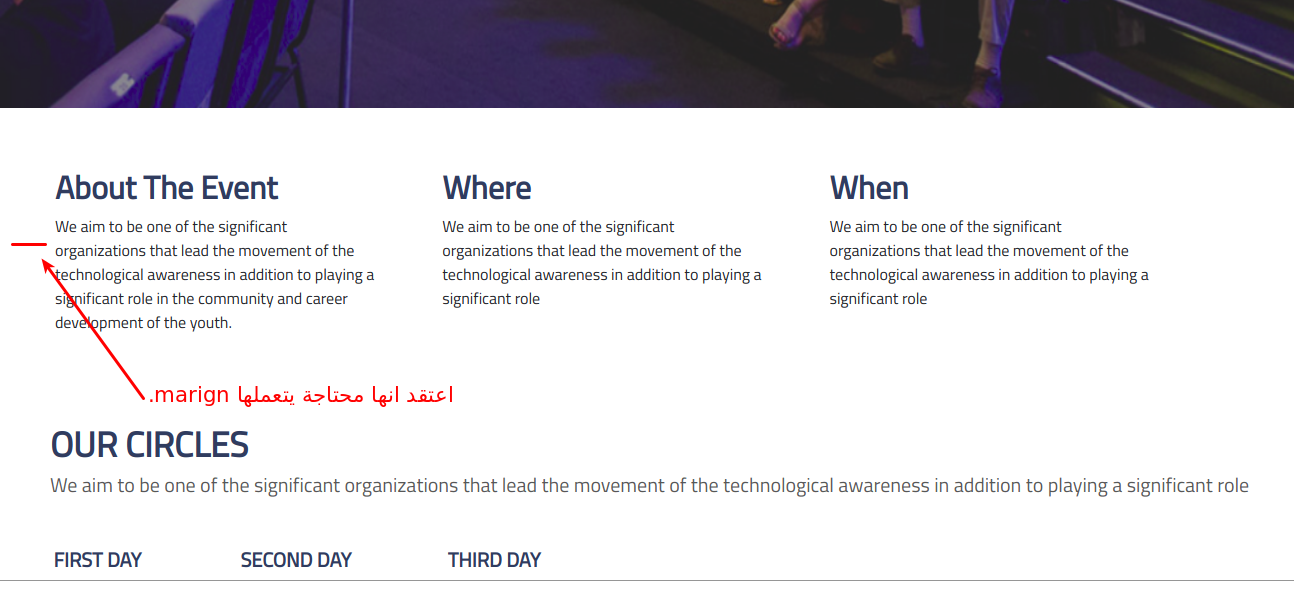 About The Event
We aim to be one of the significant
organizations that lead the movement of the
technological awareness in addition to playing a
significant role in the community and career
development of the youth.
Where
We aim to be one of the significant
organizations that lead the movement of the
technological awareness in addition to playing a
significant role
When
We aim to be one of the significant
organizations that lead the movement of the
technological awareness in addition to playing a
significant role
اعتقد انها محتاجة يتعملها marign.
OUR CIRCLES
We aim to be one of the significant organizations that lead the movement of the technological awareness in addition to playing a significant role
FIRST DAY SECOND DAY THIRD DAY